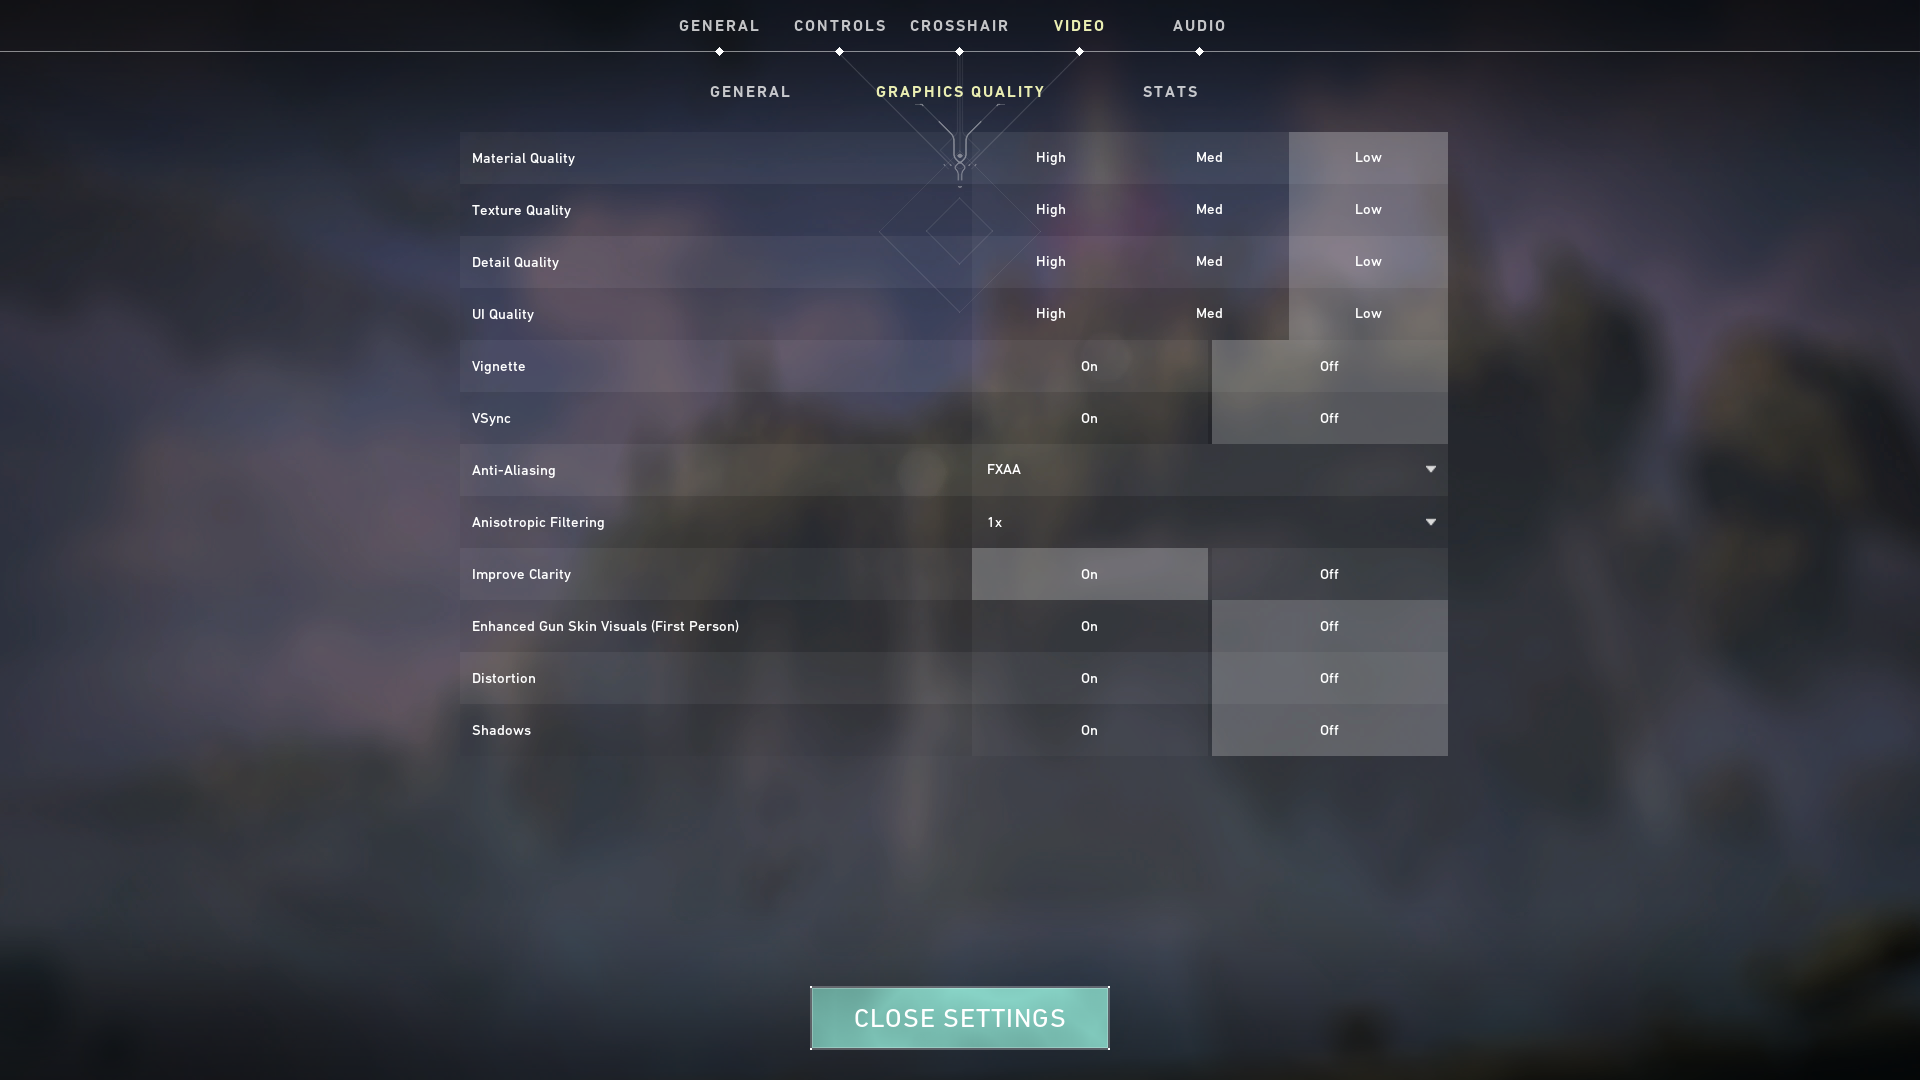 GENERAL CONTROLS CROSSHAIR VIDEO AUDIO
GENERAL GRAPHICS QUALITY STATS
Material Quality High Med Low
Texture Quality High Med Low
Detail Quality High Med Low
UI Quality High Med Low
Vignette On Off
VSync On Off
Anti-Aliasing FXAA
Anisotropic Filtering 1x
Improve Clarity On Off
Enhanced Gun Skin Visuals (First Person) On Off
Distortion On Off
Shadows On Off
CLOSE SETTINGS